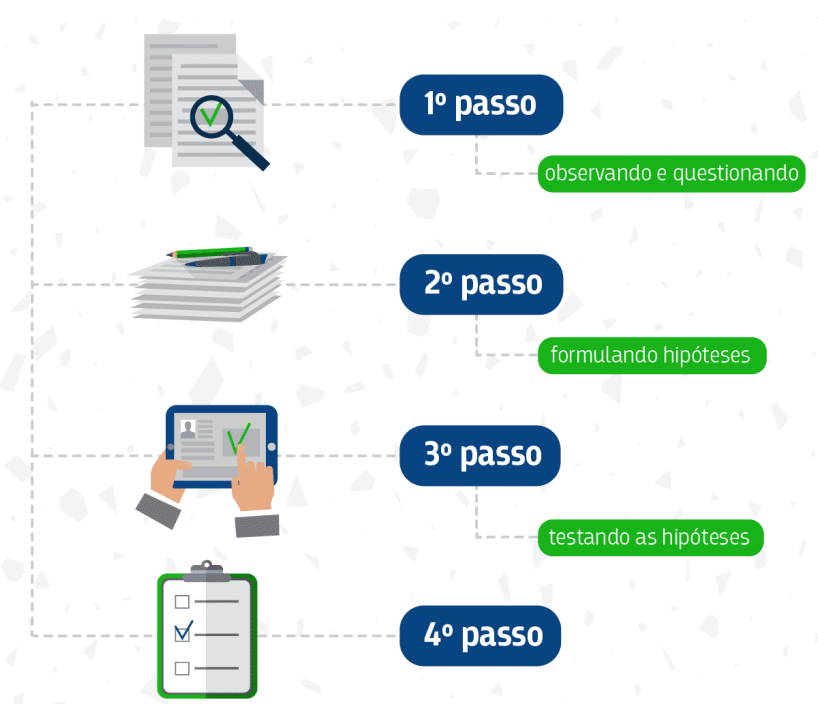 1º passo
observando e questionando
2º passo
formulando hipóteses
3º passo
testando as hipóteses
4º passo